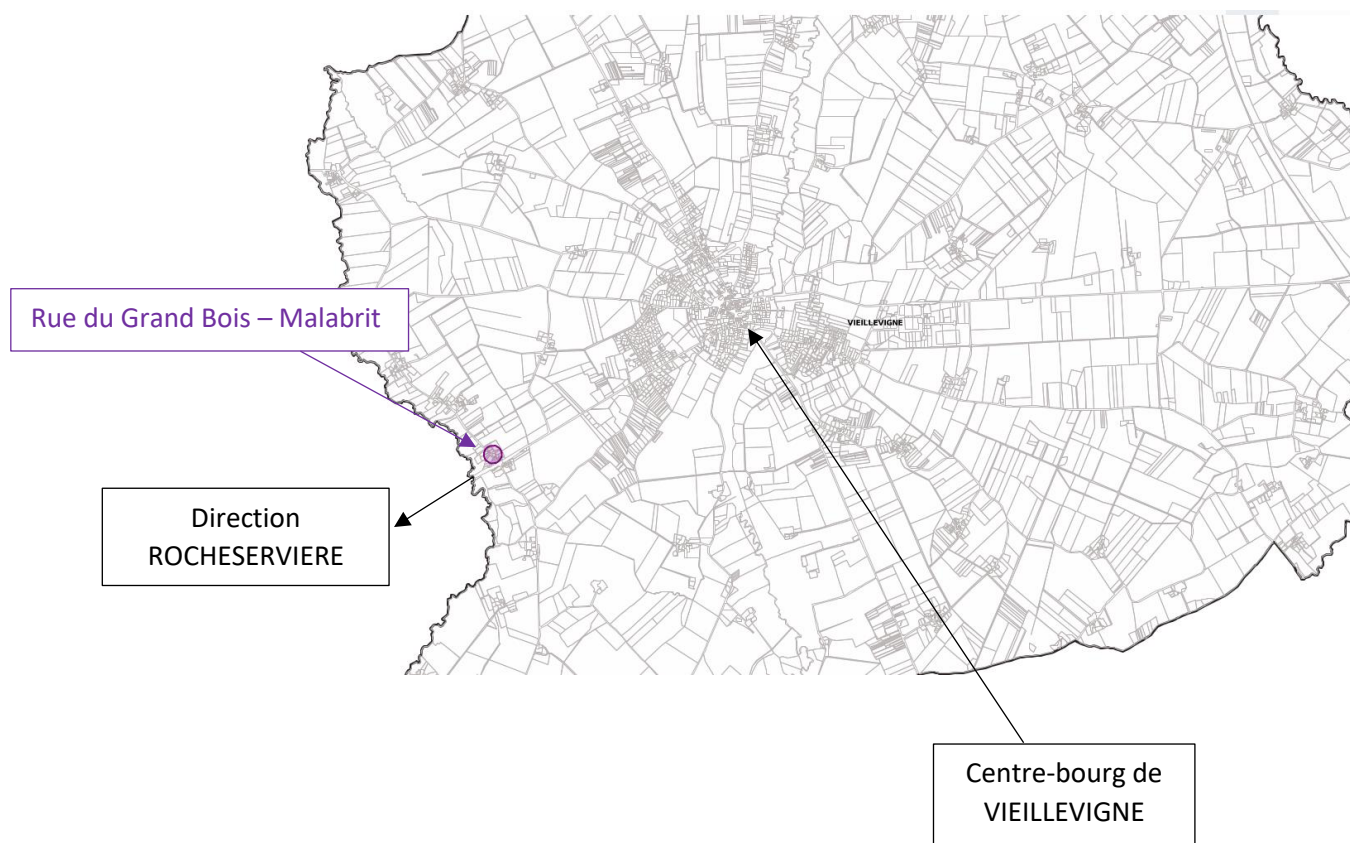 Rue du Grand Bois – Malabrit
VIEILLEVIGNE
Direction
ROCHESERVIERE
Centre-bourg de
VIEILLEVIGNE